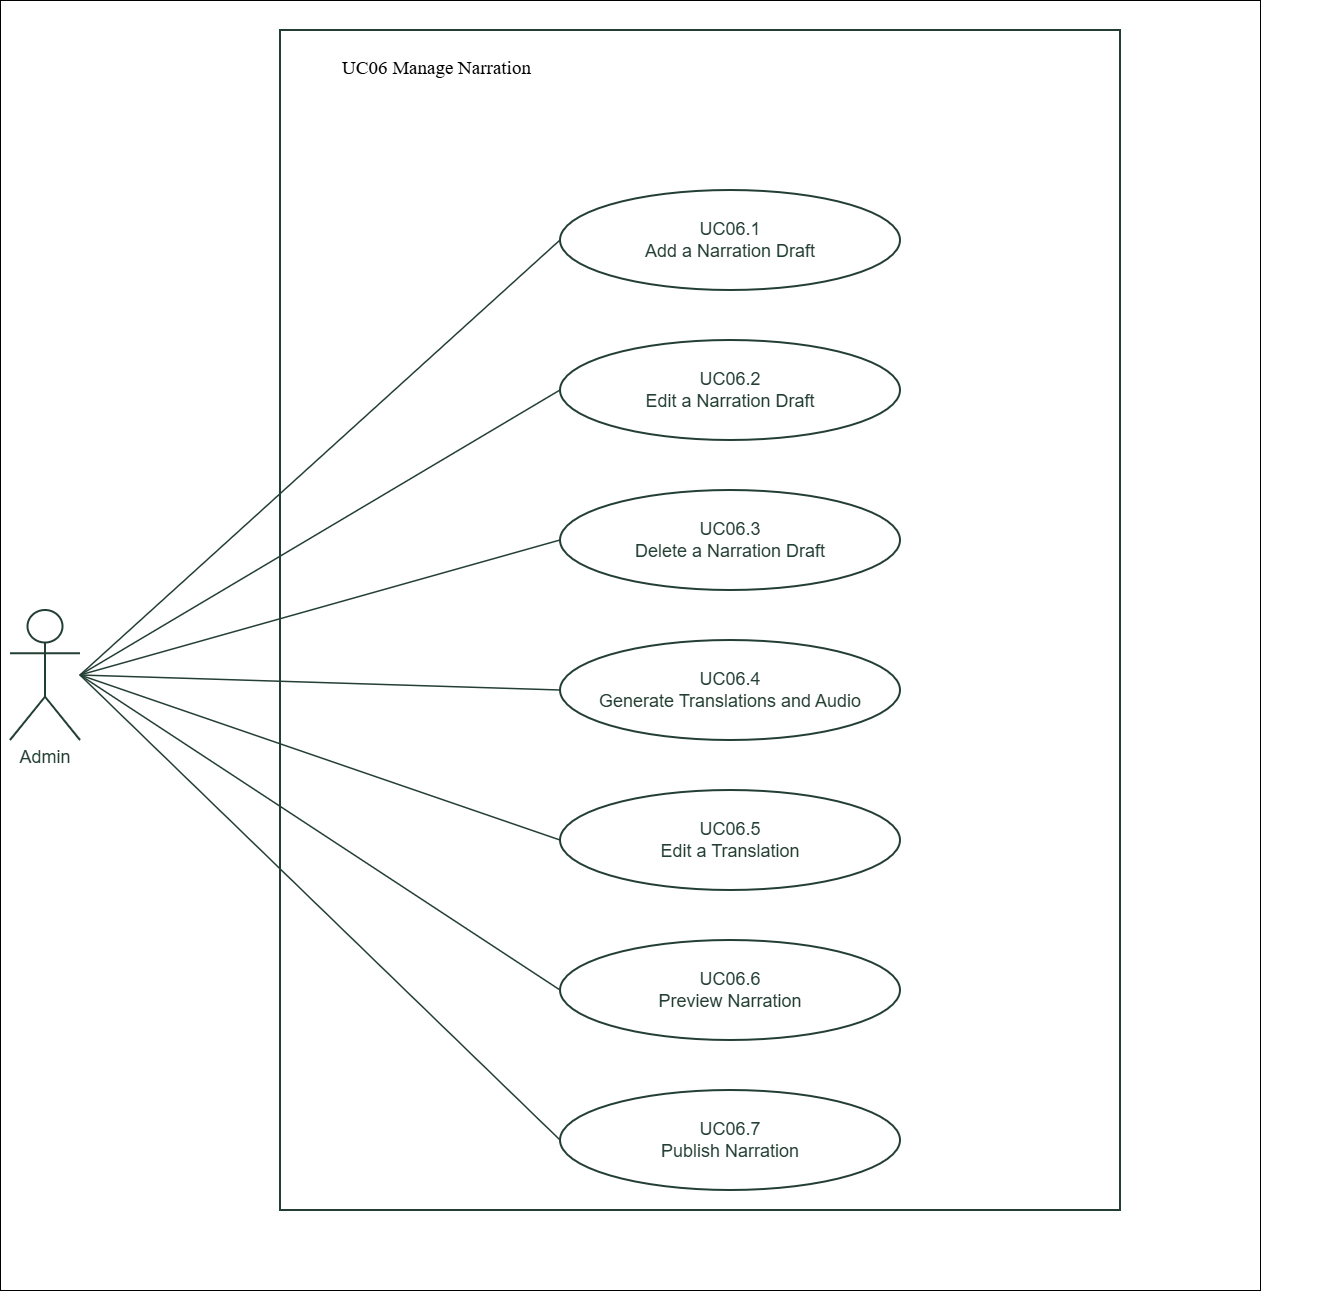 UC06 Manage Narration
UC06.1
Add a Narration Draft
UC06.2
Edit a Narration Draft
UC06.3
Delete a Narration Draft
UC06.4
Generate Translations and Audio
Admin
UC06.5
Edit a Translation
UC06.6
Preview Narration
UC06.7
Publish Narration